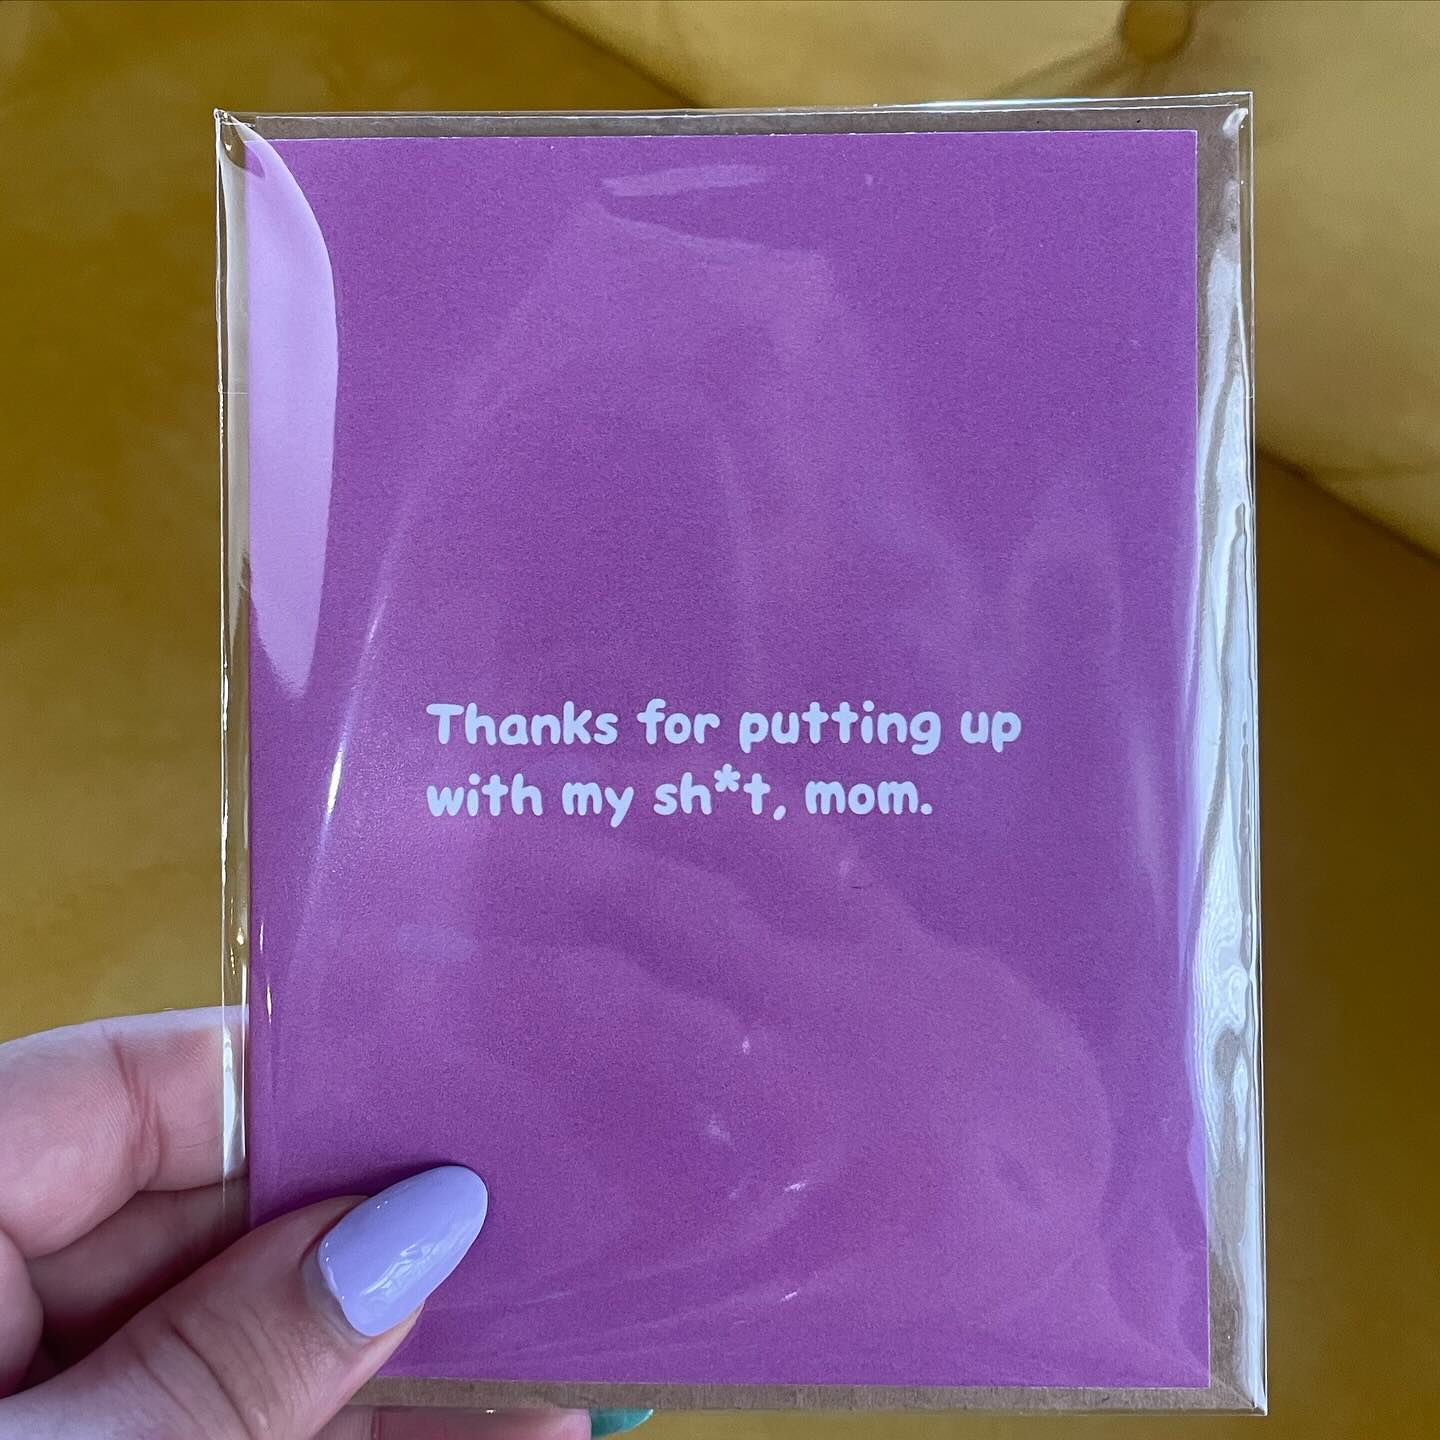 Thanks for putting up
with my sh*t, mom.